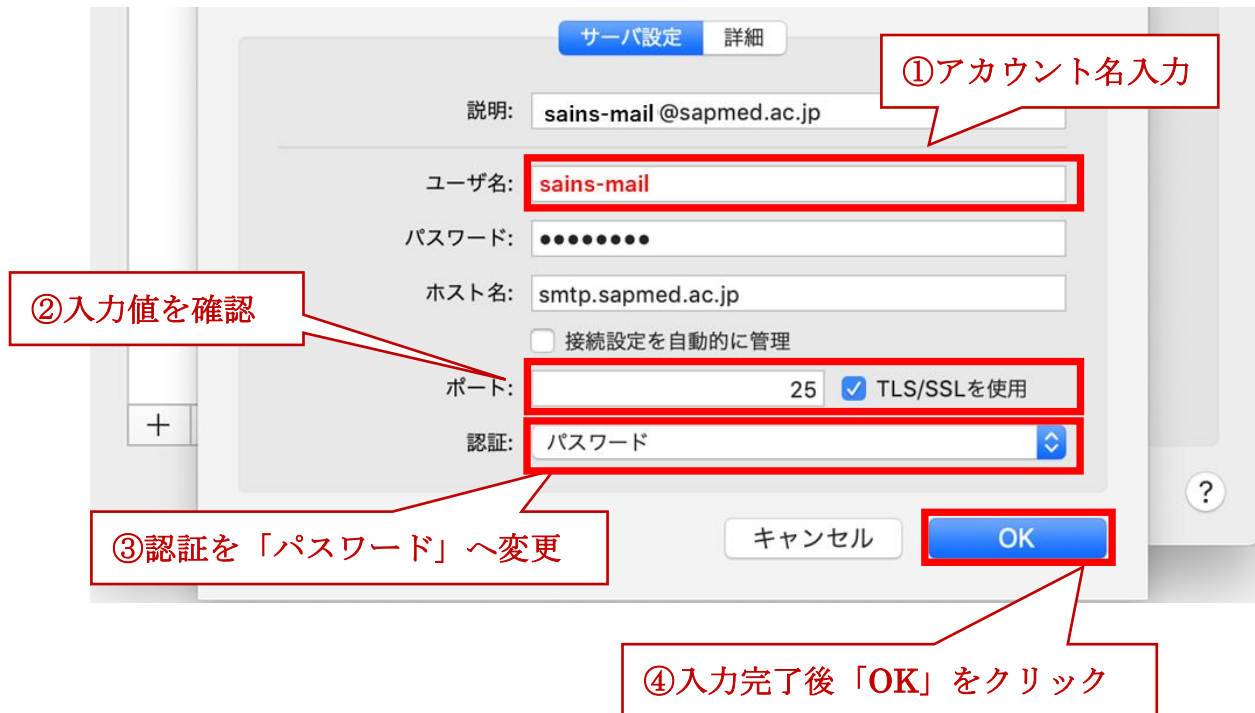 サーバ設定 詳細
①アカウント名入力
説明: sains-mail@sapmed.ac.jp
ユーザ名: sains-mail
パスワード: ●●●●●●●●
②入力値を確認
ホスト名: smtp.sapmed.ac.jp
接続設定を自動的に管理
ポート: 25 TLS/SSLを使用
+
認証: パスワード
?
③認証を「パスワード」へ変更
キャンセル OK
④入力完了後「OK」をクリック